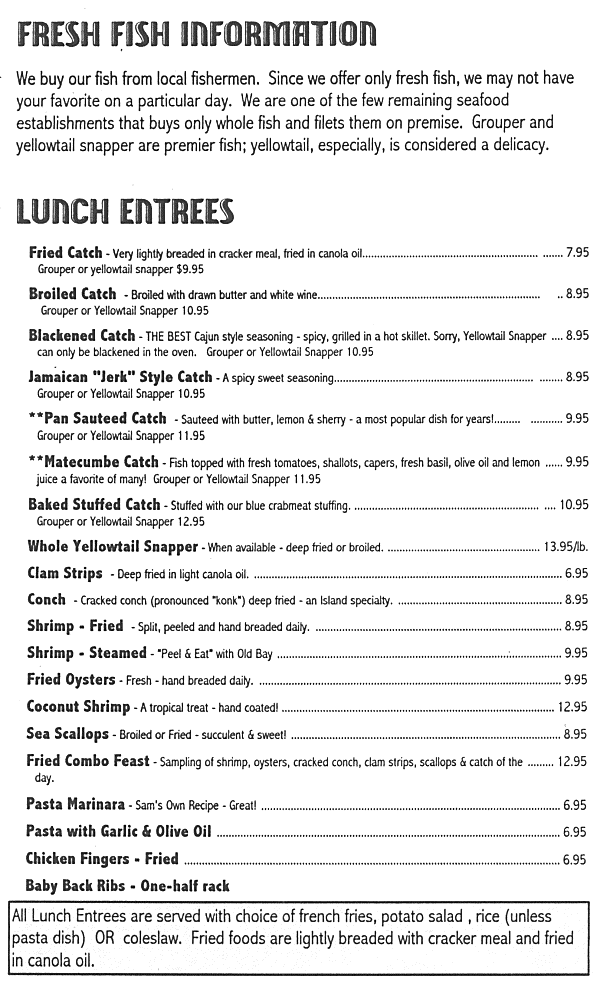 FRESH FISH INFORMATION
We buy our fish from local fishermen. Since we offer only fresh fish, we may not have
your favorite on a particular day. We are one of the few remaining seafood
establishments that buys only whole fish and filets them on premise. Grouper and
yellowtail snapper are premier fish; yellowtail, especially, is considered a delicacy.
LUNCH ENTREES
Fried Catch - Very lightly breaded in cracker meal, fried in canola oil.......... ....... 7.95
Grouper or yellowtail snapper $9.95
Broiled Catch - Broiled with drawn butter and white wine.......... .. 8.95
Grouper or Yellowtail Snapper 10.95
Blackened Catch - THE BEST Cajun style seasoning - spicy, grilled in a hot skillet. Sorry, Yellowtail Snapper .... 8.95
can only be blackened in the oven. Grouper or Yellowtail Snapper 10.95
Jamaican "Jerk" Style Catch - A spicy sweet seasoning.......... ....... 8.95
Grouper or Yellowtail Snapper 10.95
**Pan Sauteed Catch - Sauteed with butter, lemon & sherry - a most popular dish for years!......... ........... 9.95
Grouper or Yellowtail Snapper 11.95
**Matecumbe Catch - Fish topped with fresh tomatoes, shallots, capers, fresh basil, olive oil and lemon ...... 9.95
juice a favorite of many! Grouper or Yellowtail Snapper 11.95
Baked Stuffed Catch - Stuffed with our blue crabmeat stuffing. .......... .... 10.95
Grouper or Yellowtail Snapper 12.95
Whole Yellowtail Snapper - When available - deep fried or broiled. .......... 13.95/lb.
Clam Strips - Deep fried in light canola oil. .......... 6.95
Conch - Cracked conch (pronounced "konk") deep fried - an Island specialty. .......... 8.95
Shrimp - Fried - Split, peeled and hand breaded daily. .......... 8.95
Shrimp - Steamed - "Peel & Eat" with Old Bay .......... 9.95
Fried Oysters - Fresh - hand breaded daily. .......... 9.95
Coconut Shrimp - A tropical treat - hand coated! .......... 12.95
Sea Scallops - Broiled or Fried - succulent & sweet! .......... 8.95
Fried Combo Feast - Sampling of shrimp, oysters, cracked conch, clam strips, scallops & catch of the ......... 12.95
day.
Pasta Marinara - Sam's Own Recipe - Great! .......... 6.95
Pasta with Garlic & Olive Oil .......... 6.95
Chicken Fingers - Fried .......... 6.95
Baby Back Ribs - One-half rack
All Lunch Entrees are served with choice of french fries, potato salad , rice (unless
pasta dish) OR coleslaw. Fried foods are lightly breaded with cracker meal and fried
in canola oil.